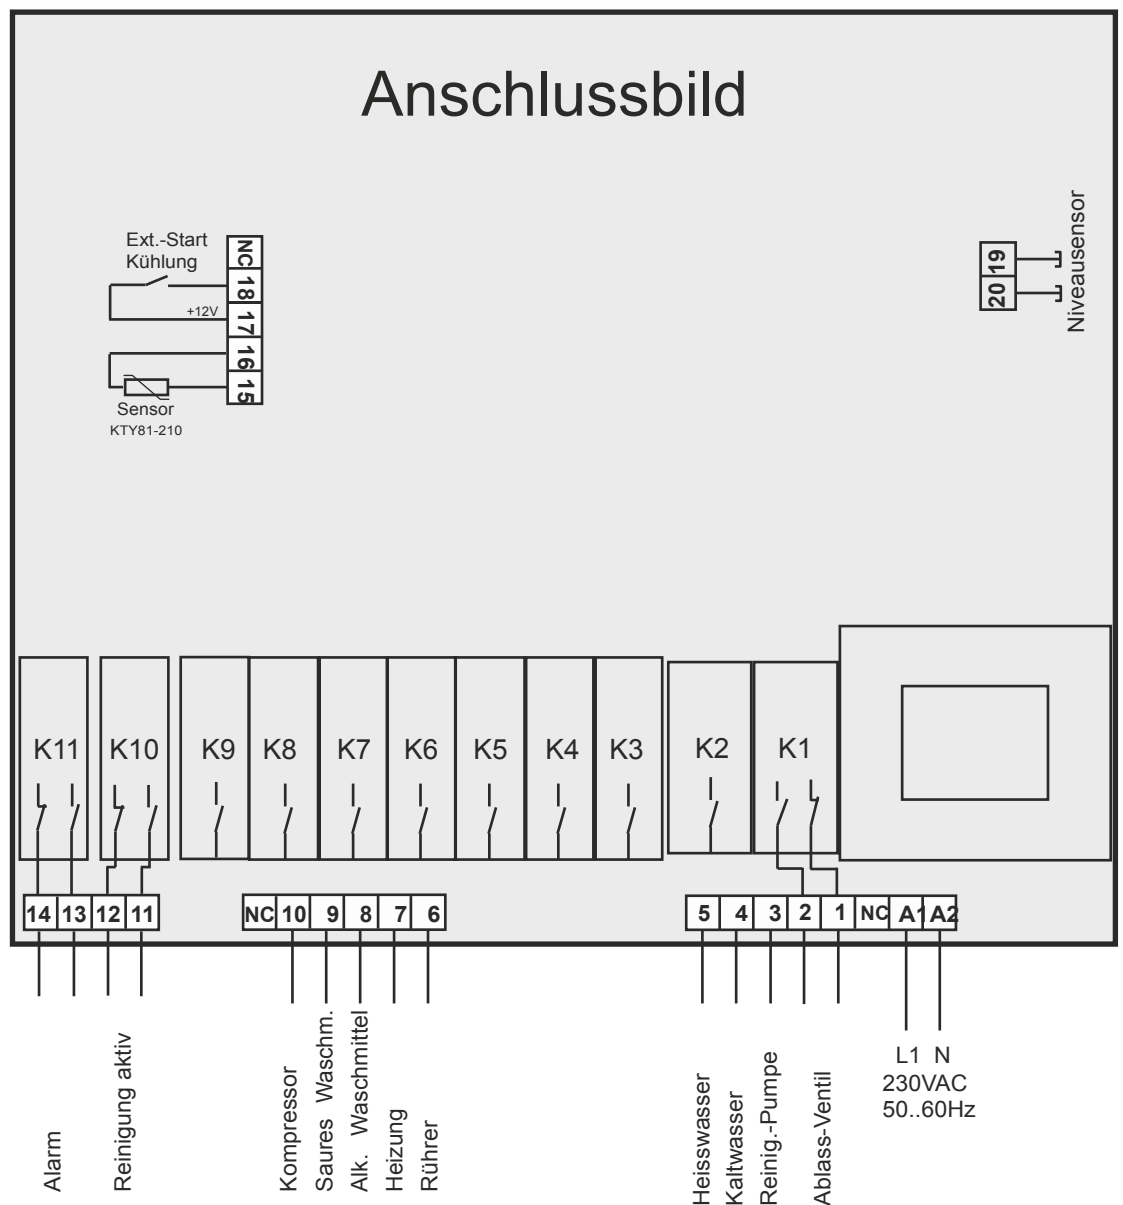 Anschlussbild
Ext.-Start
Kühlung
+12V
NC
18
17
16
15
Sensor
KTY81-210
19
20
Niveausensor
K11
K10
K9
K8
K7
K6
K5
K4
K3
K2
K1
14 13 12 11
NC 10 9 8 7 6
5 4 3 2 1 NC A1 A2
Alarm
Reinigung aktiv
Kompressor
Saures Waschm.
Alk. Waschmittel
Heizung
Rührer
Heisswasser
Kaltwasser
Reinig.-Pumpe
Ablass-Ventil
L1 N
230VAC
50..60Hz